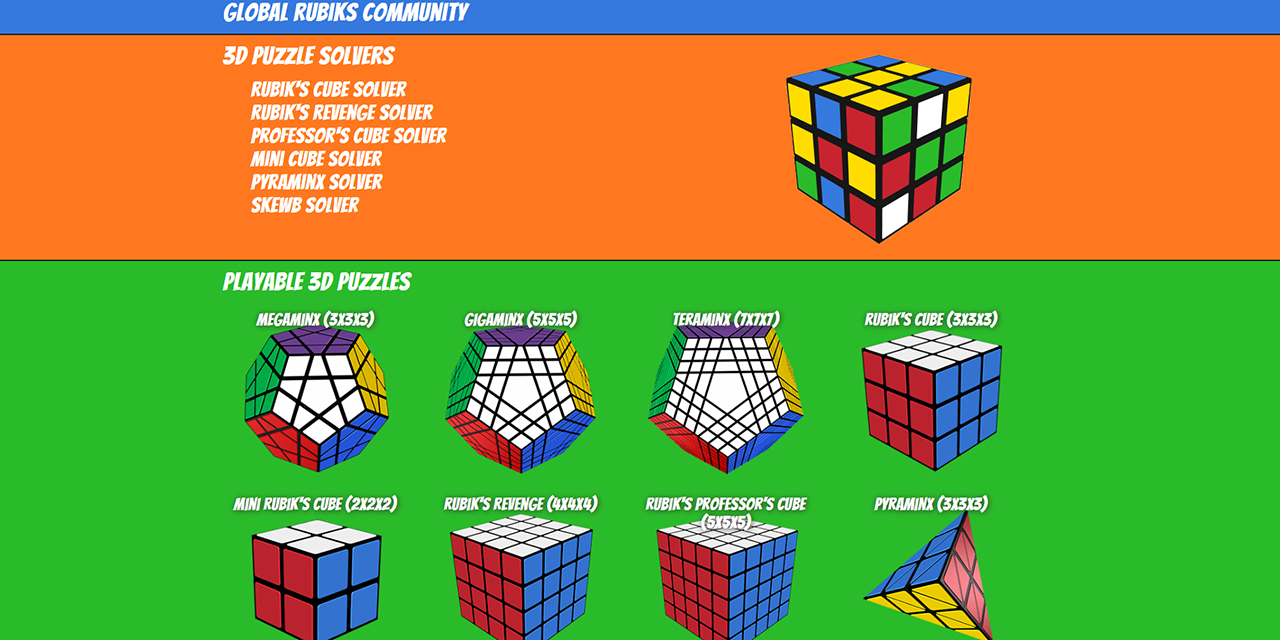 GLOBAL RUBIKS COMMUNITY
3D PUZZLE SOLVERS
RUBIK'S CUBE SOLVER
RUBIK'S REVENGE SOLVER
PROFESSOR'S CUBE SOLVER
MINI CUBE SOLVER
PYRAMINX SOLVER
SKEWB SOLVER
PLAYABLE 3D PUZZLES
MEGAMINX (3X3X3)
GIGAMINX (5X5X5)
TERAMINX (7X7X7)
RUBIK'S CUBE (3X3X3)
MINI RUBIK'S CUBE (2X2X2)
RUBIK'S REVENGE (4X4X4)
RUBIK'S PROFESSOR'S CUBE
(5X5X5)
PYRAMINX (3X3X3)